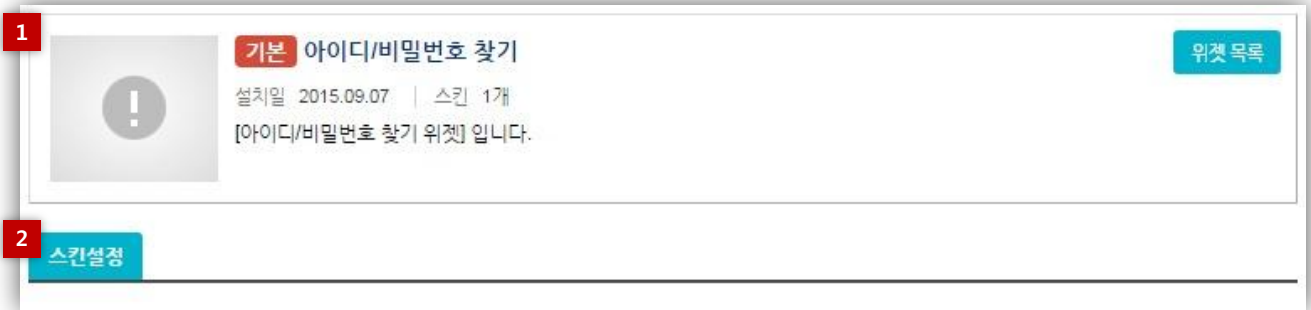 1
기본 아이디/비밀번호 찾기
위젯 목록
설치일 2015.09.07 | 스킨 1개
[아이디/비밀번호 찾기 위젯] 입니다.
2
스킨설정